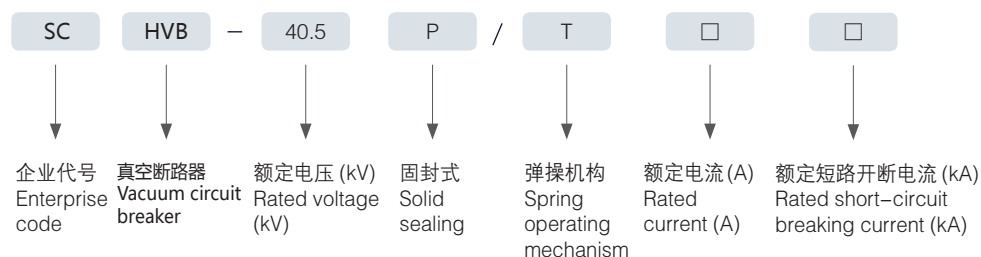 SC HVB – 40.5 P / T □ □
企业代号
Enterprise
code
真空断路器
Vacuum circuit
breaker
额定电压 (kV)
Rated voltage
(kV)
固封式
Solid
sealing
弹操机构
Spring
operating
mechanism
额定电流 (A)
Rated
current (A)
额定短路开断电流 (kA)
Rated short–circuit
breaking current (kA)